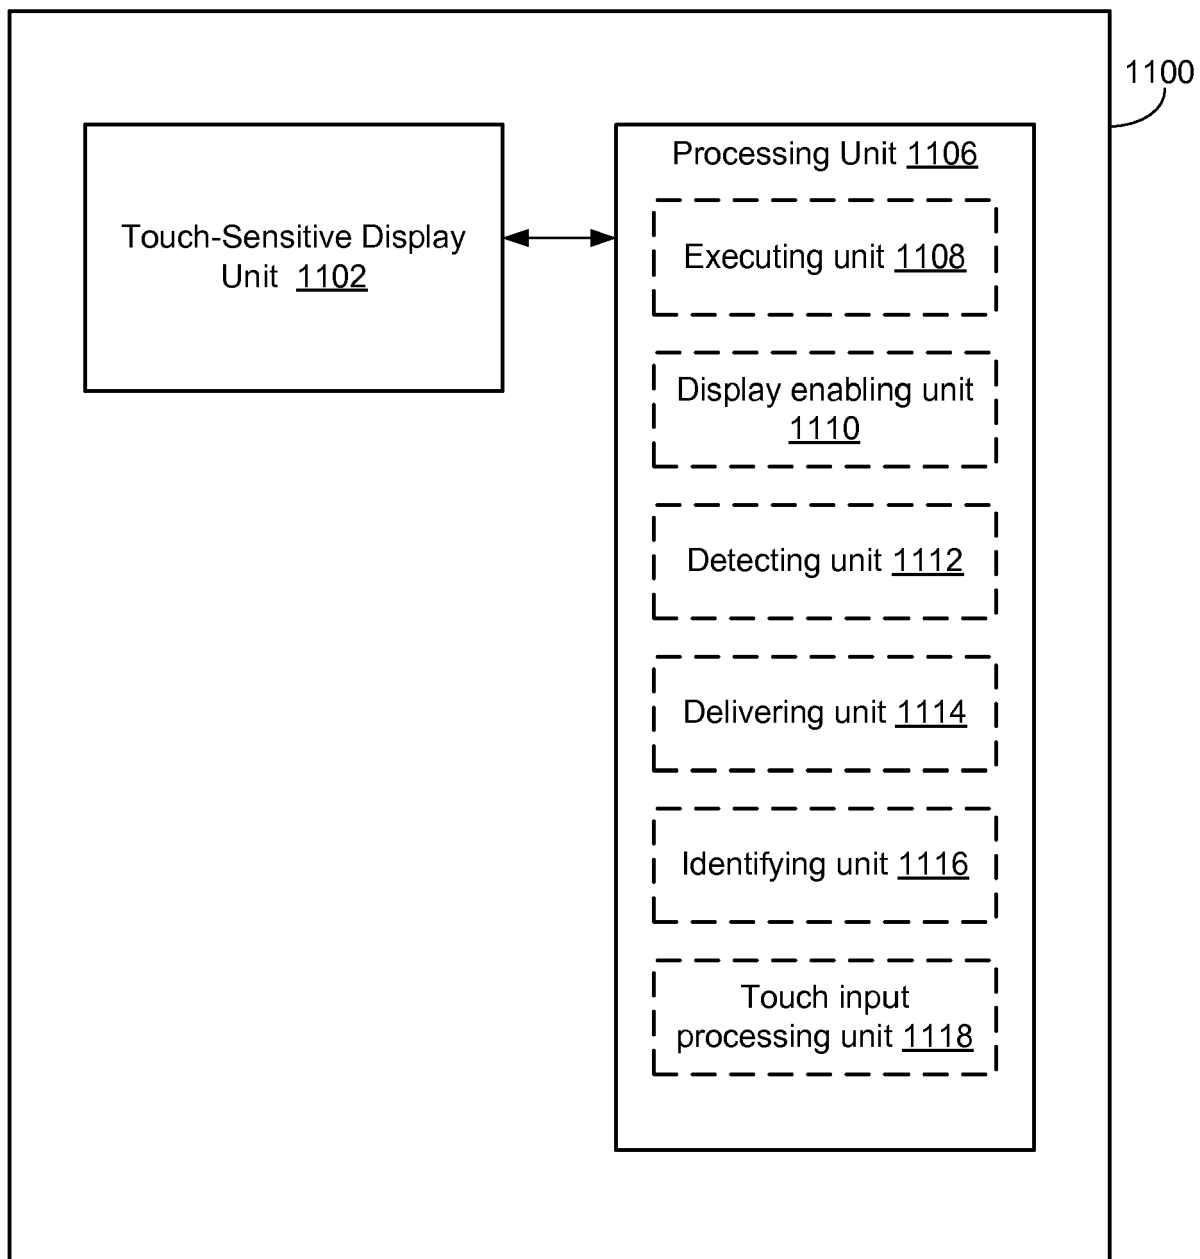 1100
Touch-Sensitive Display
Unit 1102
Processing Unit 1106
Executing unit 1108
Display enabling unit
1110
Detecting unit 1112
Delivering unit 1114
Identifying unit 1116
Touch input
processing unit 1118